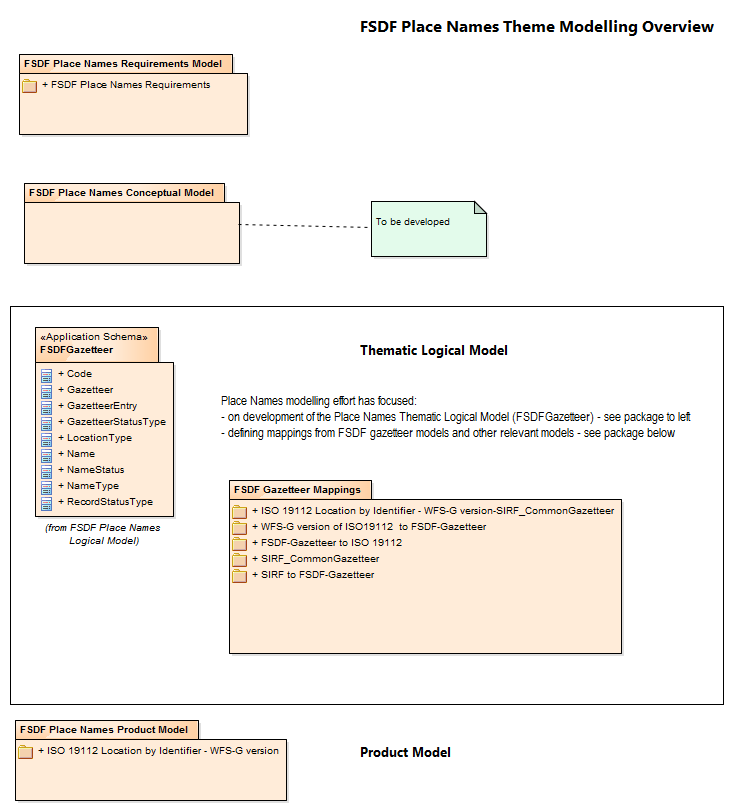 FSDF Place Names Theme Modelling Overview
FSDF Place Names Requirements Model
+ FSDF Place Names Requirements
FSDF Place Names Conceptual Model
To be developed
«Application Schema»
FSDFGazetteer
+ Code
+ Gazetteer
+ GazetteerEntry
+ GazetteerStatusType
+ LocationType
+ Name
+ NameStatus
+ NameType
+ RecordStatusType
(from FSDF Place Names
Logical Model)
Thematic Logical Model
Place Names modelling effort has focused:
- on development of the Place Names Thematic Logical Model (FSDFGazetteer) - see package to left
- defining mappings from FSDF gazetteer models and other relevant models - see package below
FSDF Gazetteer Mappings
+ ISO 19112 Location by Identifier - WFS-G version-SIRF_CommonGazetteer
+ WFS-G version of ISO19112  to FSDF-Gazetteer
+ FSDF-Gazetteer to ISO 19112
+ SIRF_CommonGazetteer
+ SIRF to FSDF-Gazetteer
FSDF Place Names Product Model
+ ISO 19112 Location by Identifier - WFS-G version
Product Model